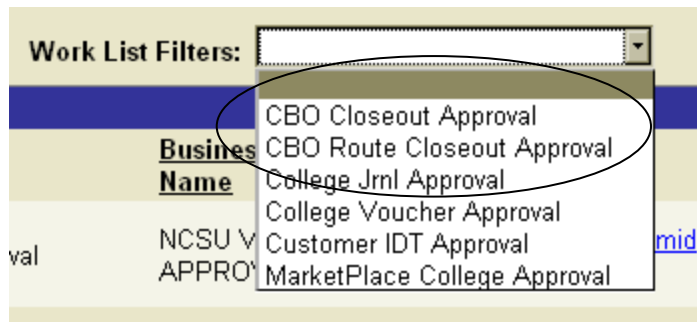 Work List Filters:
CBO Closeout Approval
CBO Route Closeout Approval
College Jrnl Approval
College Voucher Approval
Customer IDT Approval
MarketPlace College Approval
Busines
Name
val
NCSU V
APPRO
mid